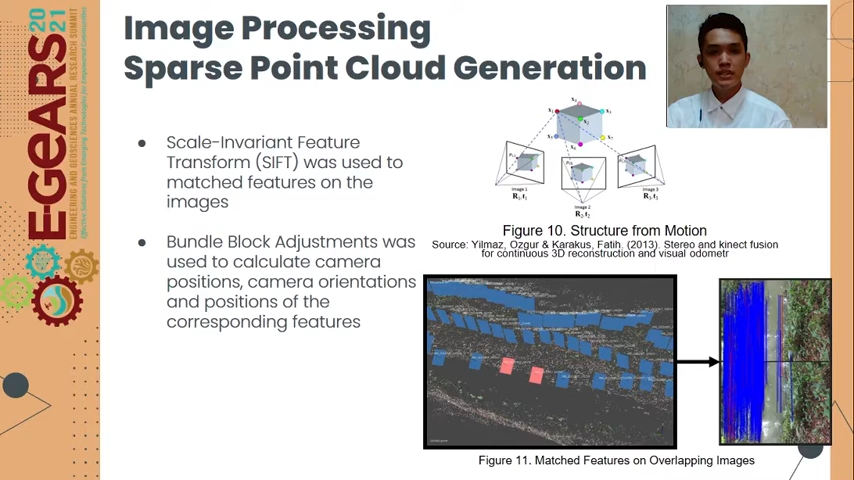 Image Processing
Sparse Point Cloud Generation
E-GEARS 2021
ENGINEERING AND GEOSCIENCES ANNUAL RESEARCH SUMMIT
● Scale-Invariant Feature
Transform (SIFT) was used to
matched features on the
images
● Bundle Block Adjustments was
used to calculate camera
positions, camera orientations
and positions of the
corresponding features
Image 1
Image 2
Image 3
Figure 10. Structure from Motion
Source: Yilmaz, Ozgur & Karakus, Fatih. (2013). Stereo and kinect fusion
for continuous 3D reconstruction and visual odometr
Figure 11. Matched Features on Overlapping Images